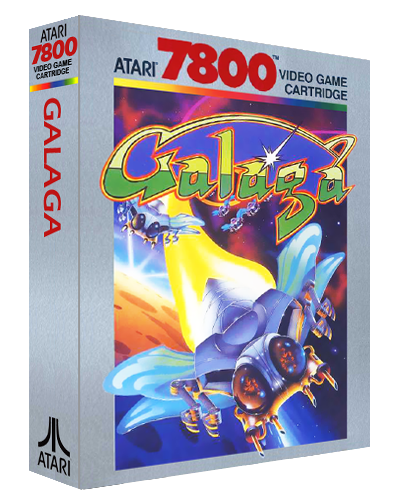 ATARI
7800
VIDEO GAME
CARTRIDGE
GALAGA
ATARI
ATARI 7800™ VIDEO GAME
CARTRIDGE
Galaga